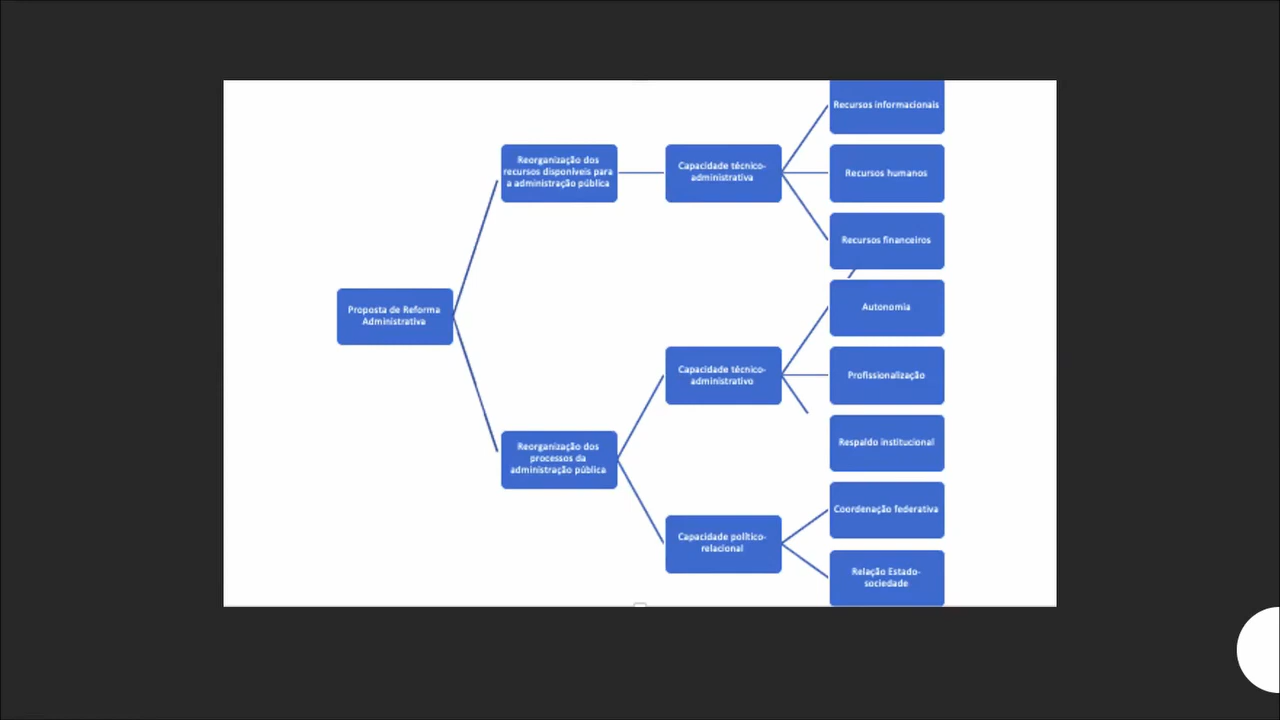 Recursos informacionais
Reorganização dos
recursos disponíveis para
a administração pública
Capacidade técnico-
administrativa
Recursos humanos
Recursos financeiros
Proposta de Reforma
Administrativa
Autonomia
Capacidade técnico-
administrativo
Profissionalização
Reorganização dos
processos da
administração pública
Respaldo institucional
Coordenação federativa
Capacidade político-
relacional
Relação Estado-
sociedade